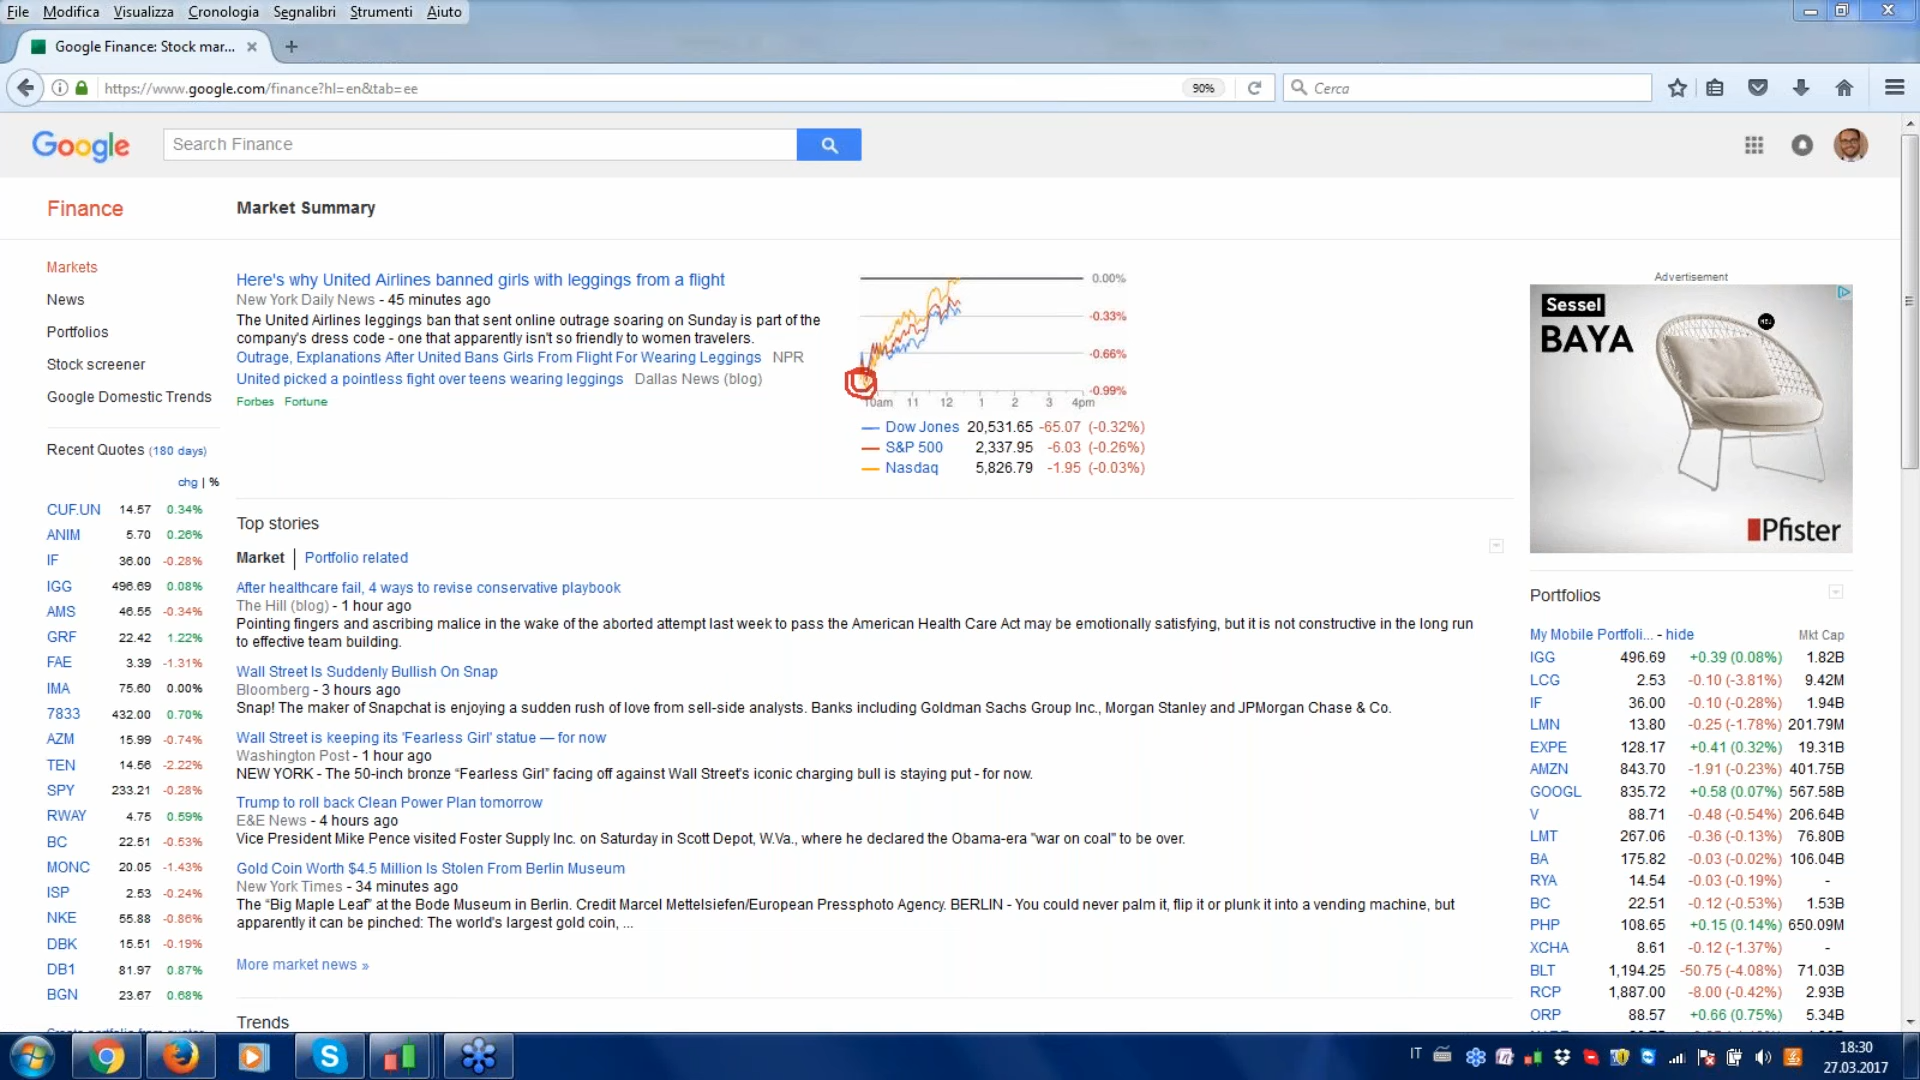 File Modifica Visualizza Cronologia Segnalibri Strumenti Aiuto
Google Finance: Stock mar...
https://www.google.com/finance?hl=en&tab=ee
90%
Cerca
Google
Search Finance
Finance
Market Summary
Markets
News
Portfolios
Stock screener
Google Domestic Trends
Recent Quotes (180 days)
chg | %
CUF.UN 14.57 0.34%
ANIM 5.70 0.26%
IF 36.00 -0.28%
IGG 496.69 0.08%
AMS 46.55 -0.34%
GRF 22.42 1.22%
FAE 3.39 -1.31%
IMA 75.60 0.00%
7833 432.00 0.70%
AZM 15.99 -0.74%
TEN 14.56 -2.22%
SPY 233.21 -0.28%
RWAY 4.75 0.59%
BC 22.51 -0.53%
MONC 20.05 -1.43%
ISP 2.53 -0.24%
NKE 55.88 -0.86%
DBK 15.51 -0.19%
DB1 81.97 0.87%
BGN 23.67 0.68%
Here's why United Airlines banned girls with leggings from a flight
New York Daily News - 45 minutes ago
The United Airlines leggings ban that sent online outrage soaring on Sunday is part of the
company's dress code - one that apparently isn't so friendly to women travelers.
Outrage, Explanations After United Bans Girls From Flight For Wearing Leggings NPR
United picked a pointless fight over teens wearing leggings Dallas News (blog)
Forbes Fortune
0.00%
-0.33%
-0.66%
-0.99%
10am 11 12 1 2 3 4pm
Dow Jones 20,531.65 -65.07 (-0.32%)
S&P 500 2,337.95 -6.03 (-0.26%)
Nasdaq 5,826.79 -1.95 (-0.03%)
Top stories
Market | Portfolio related
After healthcare fail, 4 ways to revise conservative playbook
The Hill (blog) - 1 hour ago
Pointing fingers and ascribing malice in the wake of the aborted attempt last week to pass the American Health Care Act may be emotionally satisfying, but it is not constructive in the long run
to effective team building.
Wall Street Is Suddenly Bullish On Snap
Bloomberg - 3 hours ago
Snap! The maker of Snapchat is enjoying a sudden rush of love from sell-side analysts. Banks including Goldman Sachs Group Inc., Morgan Stanley and JPMorgan Chase & Co.
Wall Street is keeping its 'Fearless Girl' statue — for now
Washington Post - 1 hour ago
NEW YORK - The 50-inch bronze “Fearless Girl” facing off against Wall Street's iconic charging bull is staying put - for now.
Trump to roll back Clean Power Plan tomorrow
E&E News - 4 hours ago
Vice President Mike Pence visited Foster Supply Inc. on Saturday in Scott Depot, W.Va., where he declared the Obama-era "war on coal" to be over.
Gold Coin Worth $4.5 Million Is Stolen From Berlin Museum
New York Times - 34 minutes ago
The “Big Maple Leaf” at the Bode Museum in Berlin. Credit Marcel Mettelsiefen/European Pressphoto Agency. BERLIN - You could never palm it, flip it or plunk it into a vending machine, but
apparently it can be pinched: The world's largest gold coin, ...
More market news »
Trends
Advertisement
Sessel
BAYA
Pfister
Portfolios
My Mobile Portfoli... - hide Mkt Cap
IGG 496.69 +0.39 (0.08%) 1.82B
LCG 2.53 -0.10 (-3.81%) 9.42M
IF 36.00 -0.10 (-0.28%) 1.94B
LMN 13.80 -0.25 (-1.78%) 201.79M
EXPE 128.17 +0.41 (0.32%) 19.31B
AMZN 843.70 -1.91 (-0.23%) 401.75B
GOOGL 835.72 +0.58 (0.07%) 567.58B
V 88.71 -0.48 (-0.54%) 206.64B
LMT 267.06 -0.36 (-0.13%) 76.80B
BA 175.82 -0.03 (-0.02%) 106.04B
RYA 14.54 -0.03 (-0.19%) -
BC 22.51 -0.12 (-0.53%) 1.53B
PHP 108.65 +0.15 (0.14%) 650.09M
XCHA 8.61 -0.12 (-1.37%) -
BLT 1,194.25 -50.75 (-4.08%) 71.03B
RCP 1,887.00 -8.00 (-0.42%) 2.93B
ORP 88.57 +0.66 (0.75%) 5.34B
IT
18:30
27.03.2017